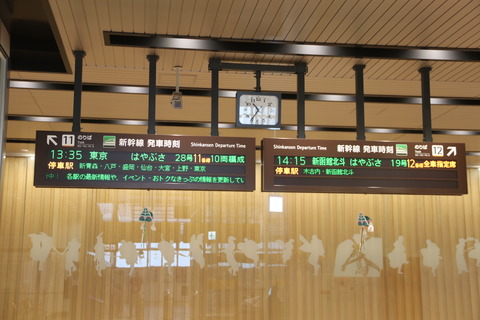 11 のりば 新幹線 発車時刻 Shinkansen Departure Time
13:35 東京 はやぶさ 28号 11番線 10両編成
停車駅 新青森・八戸・盛岡・仙台・大宮・上野・東京
各駅の最新情報や、イベント・おトクなきっぷの情報を更新してい
Shinkansen Departure Time 新幹線 発車時刻 のりば 12
14:15 新函館北斗 はやぶさ 19号 12番線 全車指定席
停車駅 木古内・新函館北斗